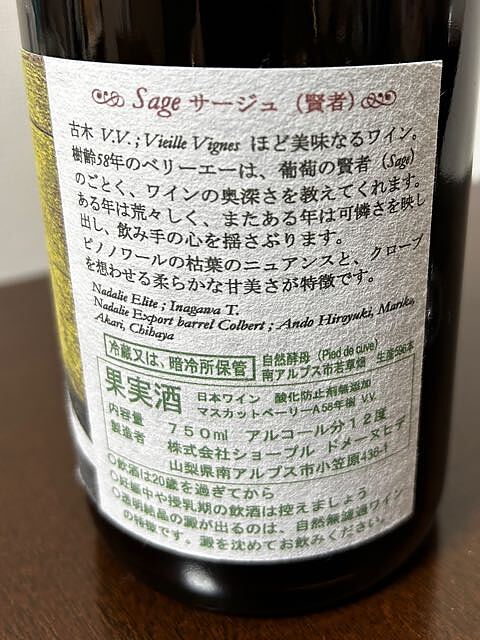 Sage サージュ (賢者)
古木 V.V. ; Vieille Vignes ほど美味なるワイン。
樹齢58年のベリーエーは、葡萄の賢者 (Sage)
のごとく、ワインの奥深さを教えてくれます。
ある年は荒々しく、またある年は可憐さを映し
出し、飲み手の心を揺さぶります。
ピノノワールの枯葉のニュアンスと、クローブ
を想わせる柔らかな甘美さが特徴です。
Nadalie Elite ; Inagawa T.
Nadalie Export barrel Colbert ; Ando Hiroyuki, Mariko,
Akari, Chihaya
冷蔵又は、暗冷所保管
自然酵母 (Pied de cuve)
南アルプス市若草畑 生産596本
果実酒
日本ワイン 酸化防止剤無添加
マスカットベーリーA58年樹 V.V.
内容量 750ml アルコール分12度
製造者 株式会社ショープル ドメーヌヒデ
山梨県南アルプス市小笠原436-1
○飲酒は20歳を過ぎてから
○妊娠中や授乳期の飲酒は控えましょう
○透明結晶の澱が出るのは、自然無濾過ワイン
の特徴です。澱を沈めてお飲みください。